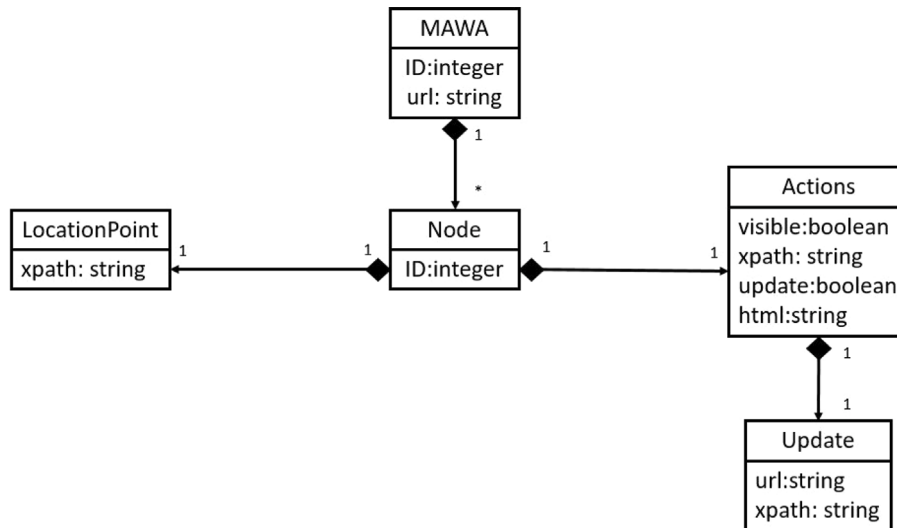 MAWA
ID:integer
url: string
1
*
Actions
visible:boolean
xpath: string
update:boolean
html:string
LocationPoint
xpath: string
1
1
Node
ID:integer
1
1
1
1
Update
url:string
xpath: string